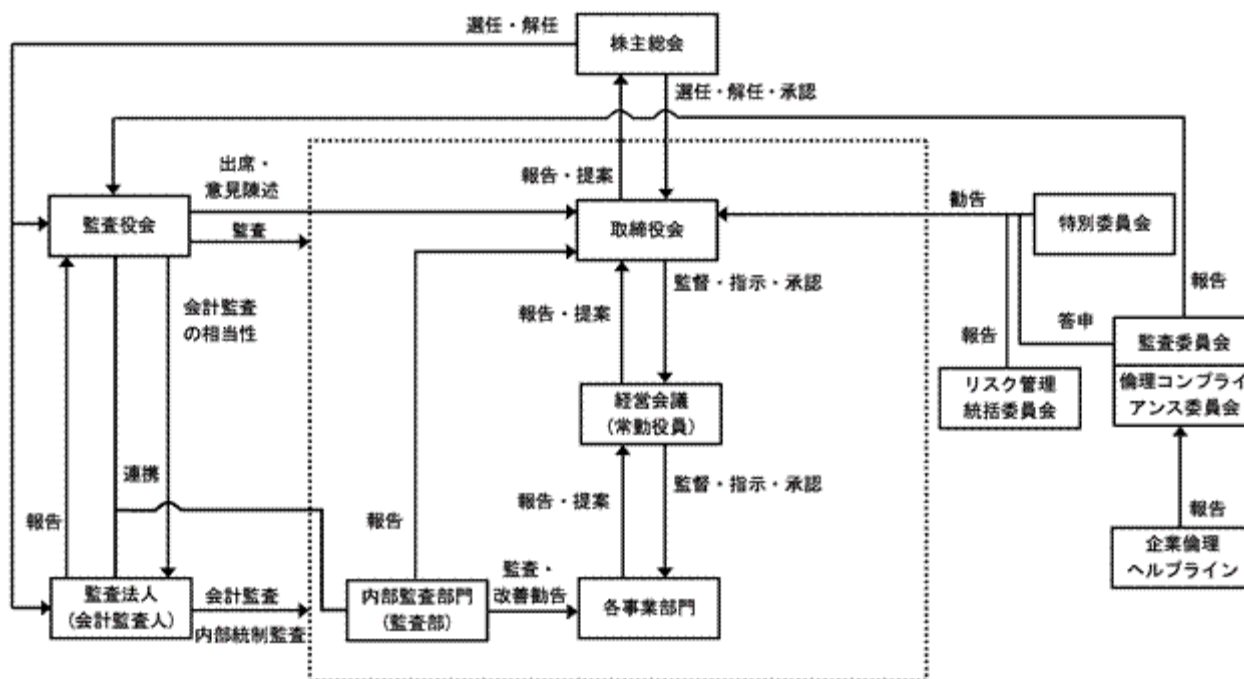 選任・解任
株主総会
選任・解任・承認
出席・
意見陳述
報告・提案
監査役会
監査
取締役会
勧告
特別委員会
会計監査
の相当性
監督・指示・承認
報告・提案
報告
答申
報告
監査委員会
リスク管理
統括委員会
倫理コンプライ
アンス委員会
経営会議
(常勤役員)
連携
監督・指示・承認
報告・提案
報告
報告
報告
企業倫理
ヘルプライン
監査法人
(会計監査人)
会計監査
内部統制監査
内部監査部門
(監査部)
監査・
改善勧告
各事業部門